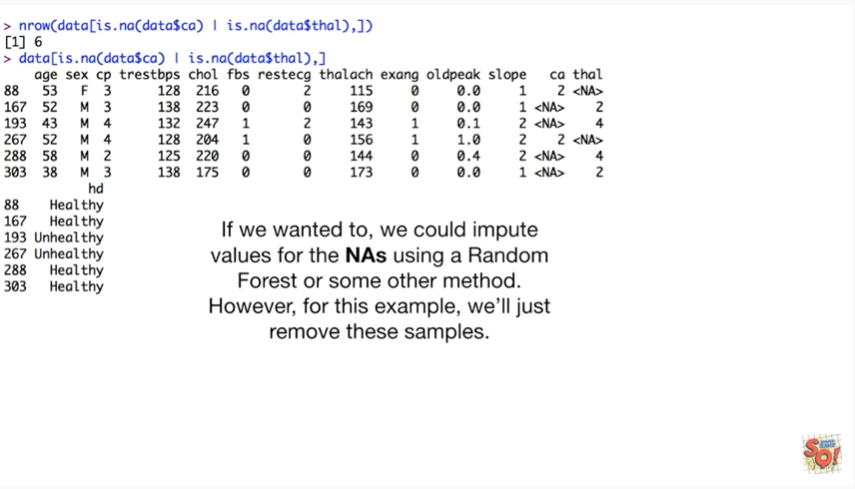 > nrow(data[is.na(data$ca) | is.na(data$thal),])
[1] 6
> data[is.na(data$ca) | is.na(data$thal),]
age sex cp trestbps chol fbs restecg thalach exang oldpeak slope ca thal
88 53 F 3 128 216 0 2 115 0 0.0 1 2 <NA>
167 52 M 3 138 223 0 0 169 0 0.0 1 <NA> 2
193 43 M 4 132 247 1 2 143 1 0.1 2 <NA> 4
267 52 M 4 128 204 1 0 156 1 1.0 2 2 <NA>
288 58 M 2 125 220 0 0 144 0 0.4 2 <NA> 4
303 38 M 3 138 175 0 0 173 0 0.0 1 <NA> 2
hd
88 Healthy
167 Healthy
193 Unhealthy
267 Unhealthy
288 Healthy
303 Healthy
If we wanted to, we could impute
values for the NAs using a Random
Forest or some other method.
However, for this example, we'll just
remove these samples.
SQ!